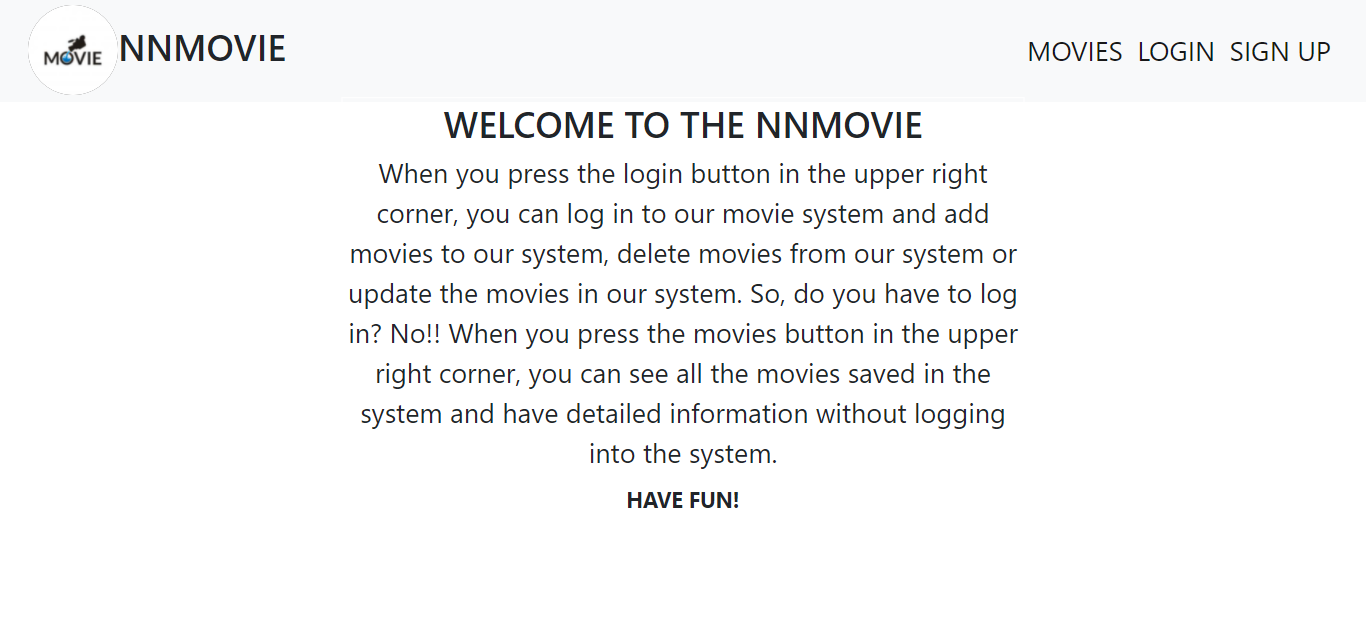 MOVIE
NNMOVIE
MOVIES LOGIN SIGN UP
WELCOME TO THE NNMOVIE
When you press the login button in the upper right
corner, you can log in to our movie system and add
movies to our system, delete movies from our system or
update the movies in our system. So, do you have to log
in? No!! When you press the movies button in the upper
right corner, you can see all the movies saved in the
system and have detailed information without logging
into the system.
HAVE FUN!